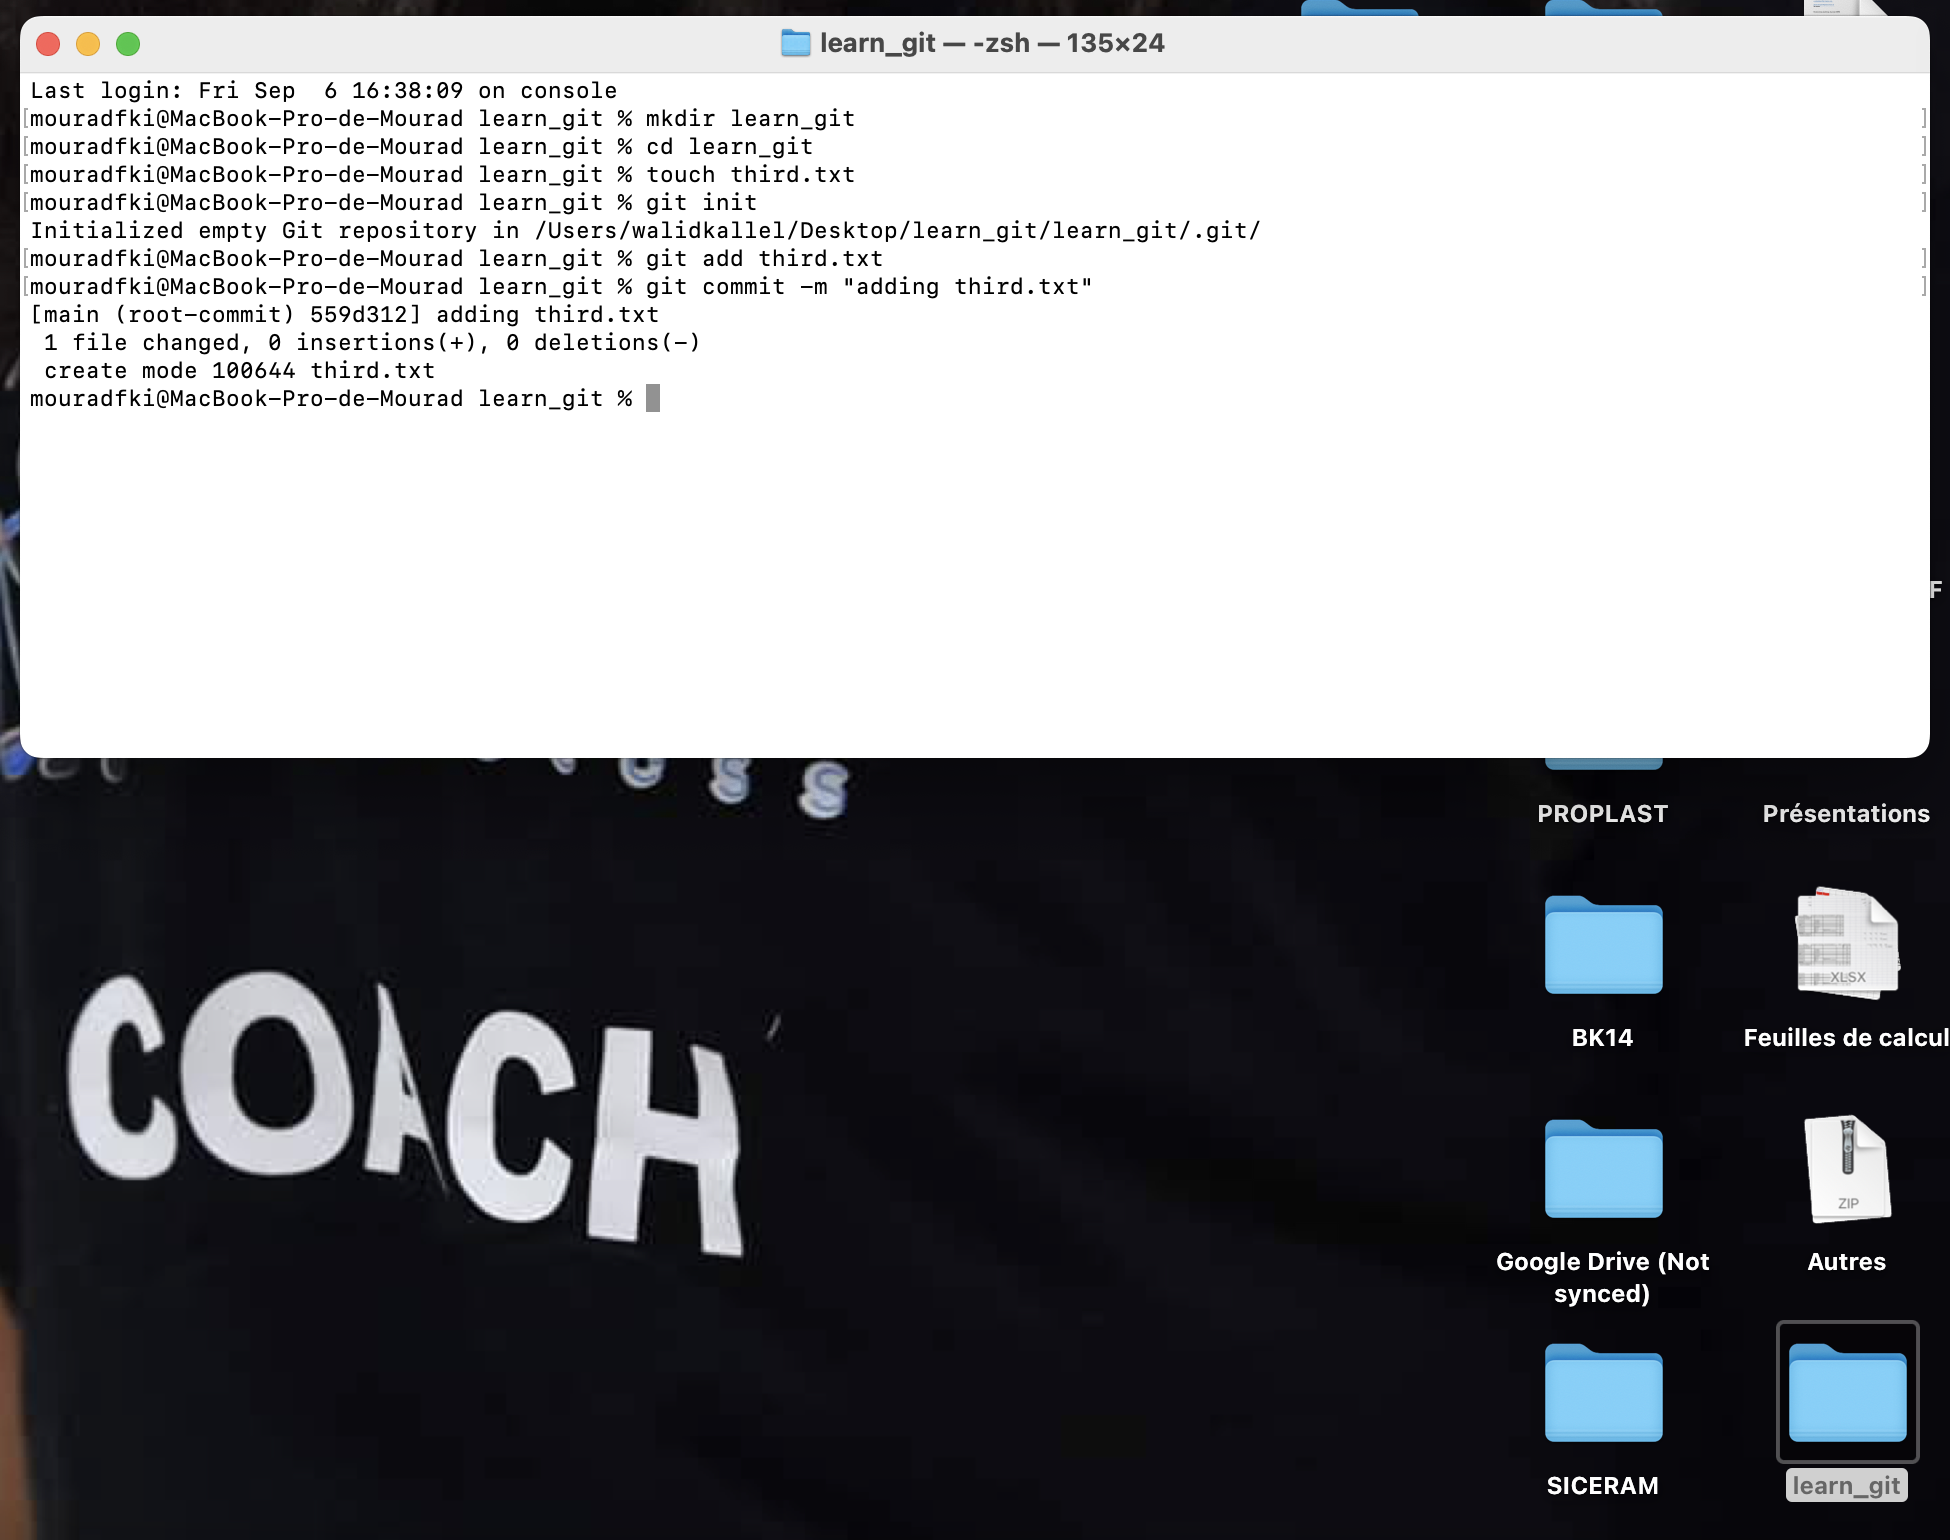 learn_git — -zsh — 135×24
Last login: Fri Sep  6 16:38:09 on console
[mouradfki@MacBook-Pro-de-Mourad learn_git % mkdir learn_git ]
[mouradfki@MacBook-Pro-de-Mourad learn_git % cd learn_git ]
[mouradfki@MacBook-Pro-de-Mourad learn_git % touch third.txt ]
[mouradfki@MacBook-Pro-de-Mourad learn_git % git init ]
Initialized empty Git repository in /Users/walidkallel/Desktop/learn_git/learn_git/.git/
[mouradfki@MacBook-Pro-de-Mourad learn_git % git add third.txt ]
[mouradfki@MacBook-Pro-de-Mourad learn_git % git commit -m "adding third.txt" ]
[main (root-commit) 559d312] adding third.txt
 1 file changed, 0 insertions(+), 0 deletions(-)
 create mode 100644 third.txt
mouradfki@MacBook-Pro-de-Mourad learn_git %
F
PROPLAST
Présentations
COACH
XLSX
BK14
Feuilles de calcul
ZIP
Google Drive (Not
synced)
Autres
SICERAM
learn_git